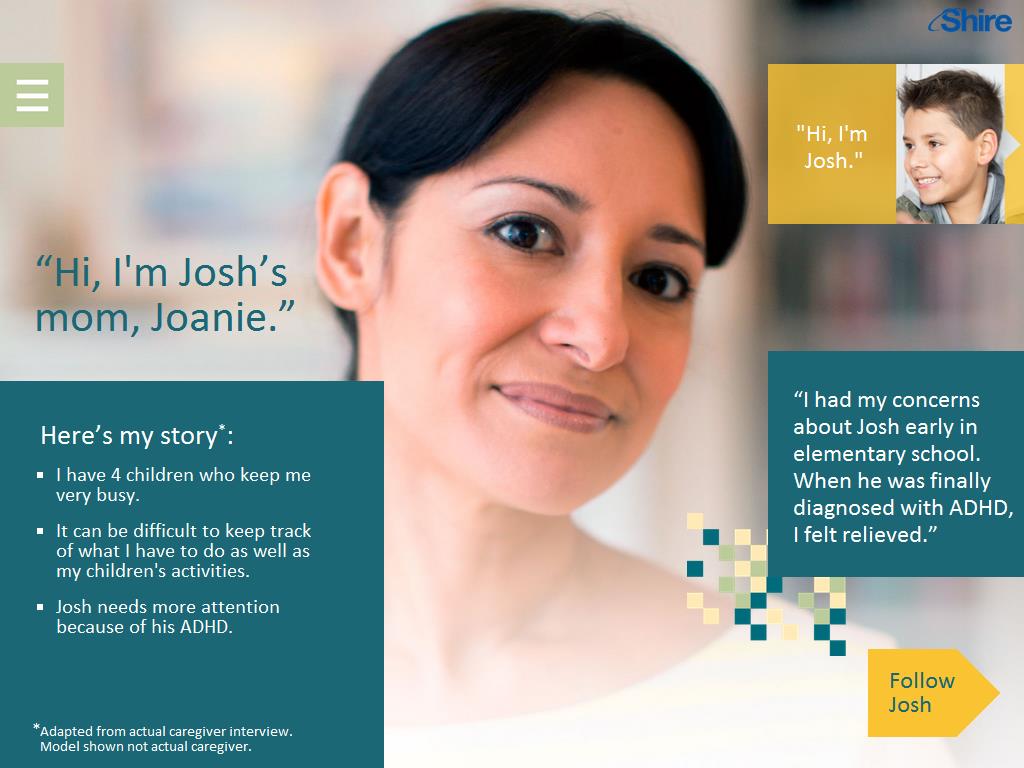 Shire
"Hi, I'm
Josh."
“Hi, I'm Josh’s
mom, Joanie.”
Here’s my story*:
▪ I have 4 children who keep me
very busy.
▪ It can be difficult to keep track
of what I have to do as well as
my children's activities.
▪ Josh needs more attention
because of his ADHD.
*Adapted from actual caregiver interview.
Model shown not actual caregiver.
“I had my concerns
about Josh early in
elementary school.
When he was finally
diagnosed with ADHD,
I felt relieved.”
Follow
Josh